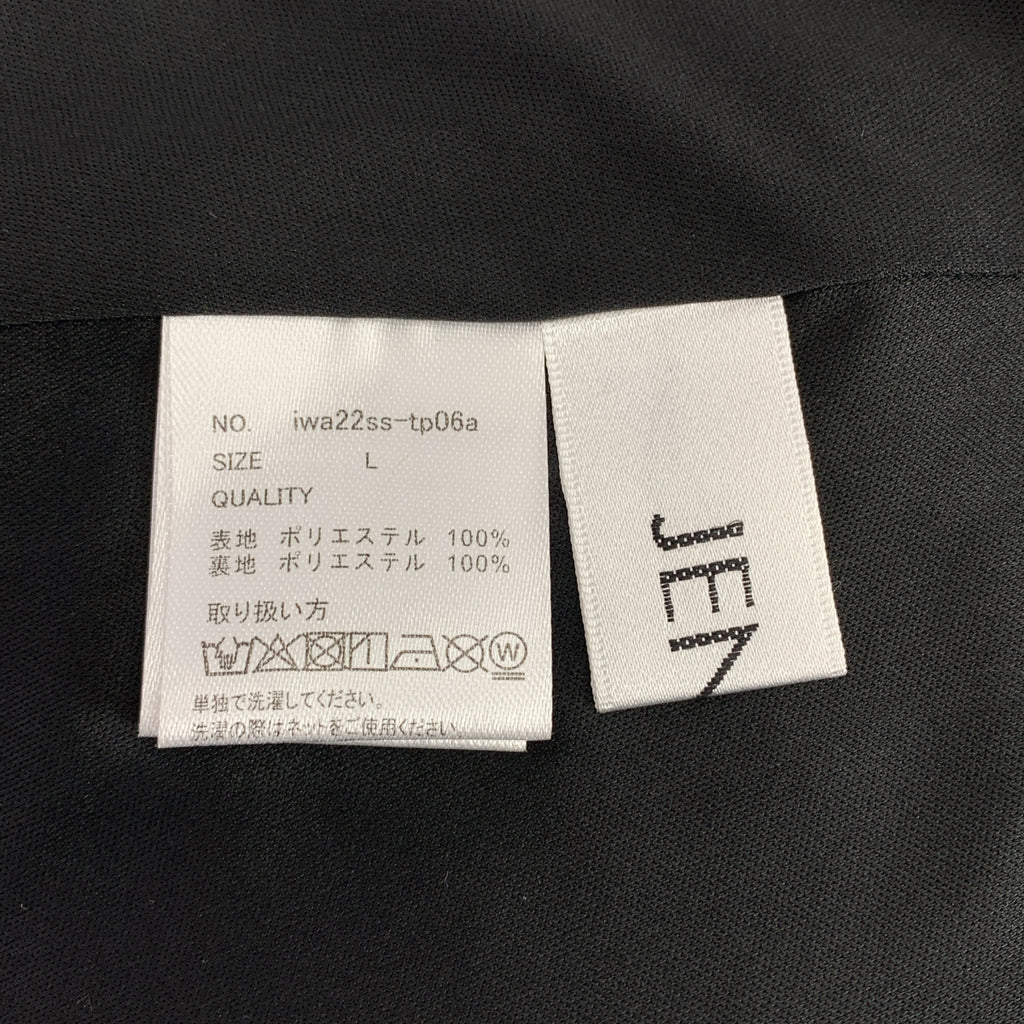 NO. iwa22ss-tp06a
SIZE L
QUALITY
表地 ポリエステル 100%
裏地 ポリエステル 100%
取り扱い方
W
単独で洗濯してください。
洗濯の際はネットをご使用ください。
JE